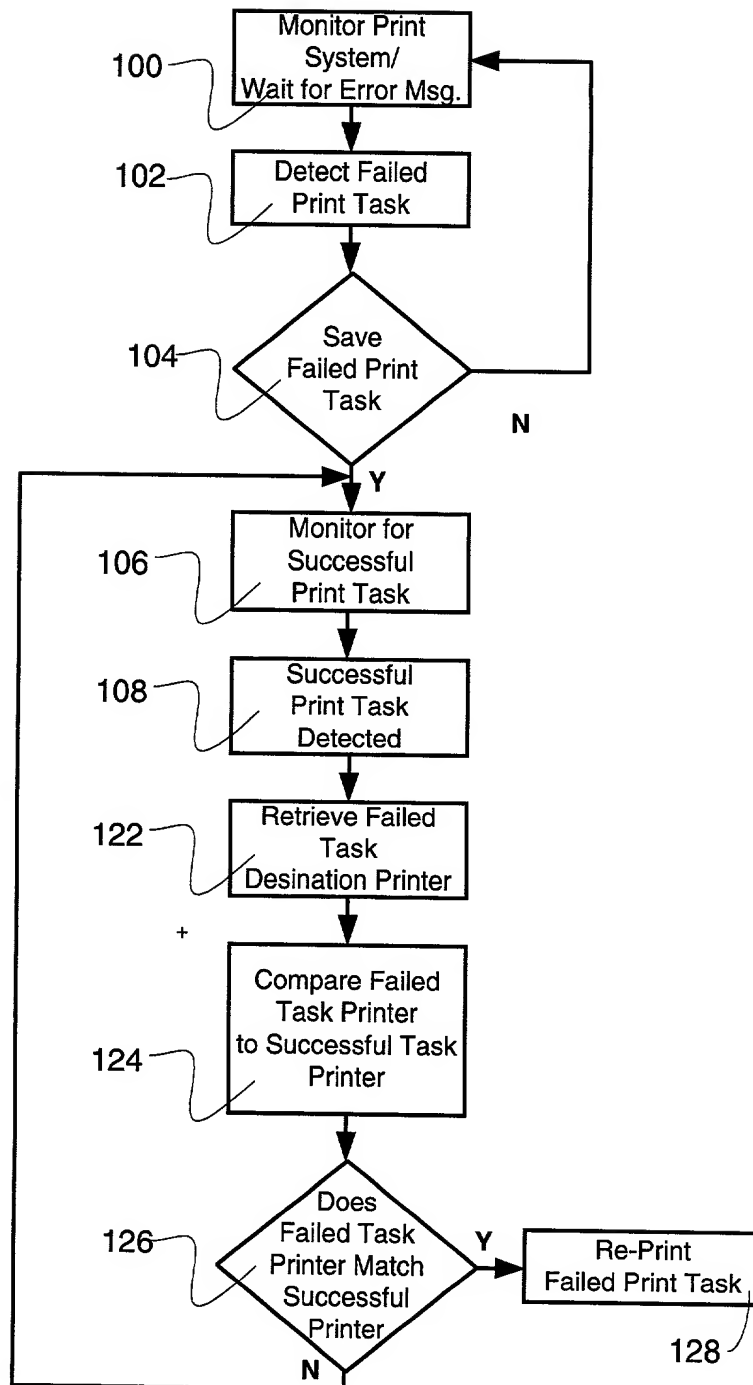 Monitor Print
System/
Wait for Error Msg.
100
Detect Failed
Print Task
102
Save
Failed Print
Task
104
N
Y
Monitor for
Successful
Print Task
106
Successful
Print Task
Detected
108
Retrieve Failed
Task
Desination Printer
122
+
Compare Failed
Task Printer
to Successful Task
Printer
124
Does
Failed Task
Printer Match
Successful
Printer
126
Y
Re-Print
Failed Print Task
128
N